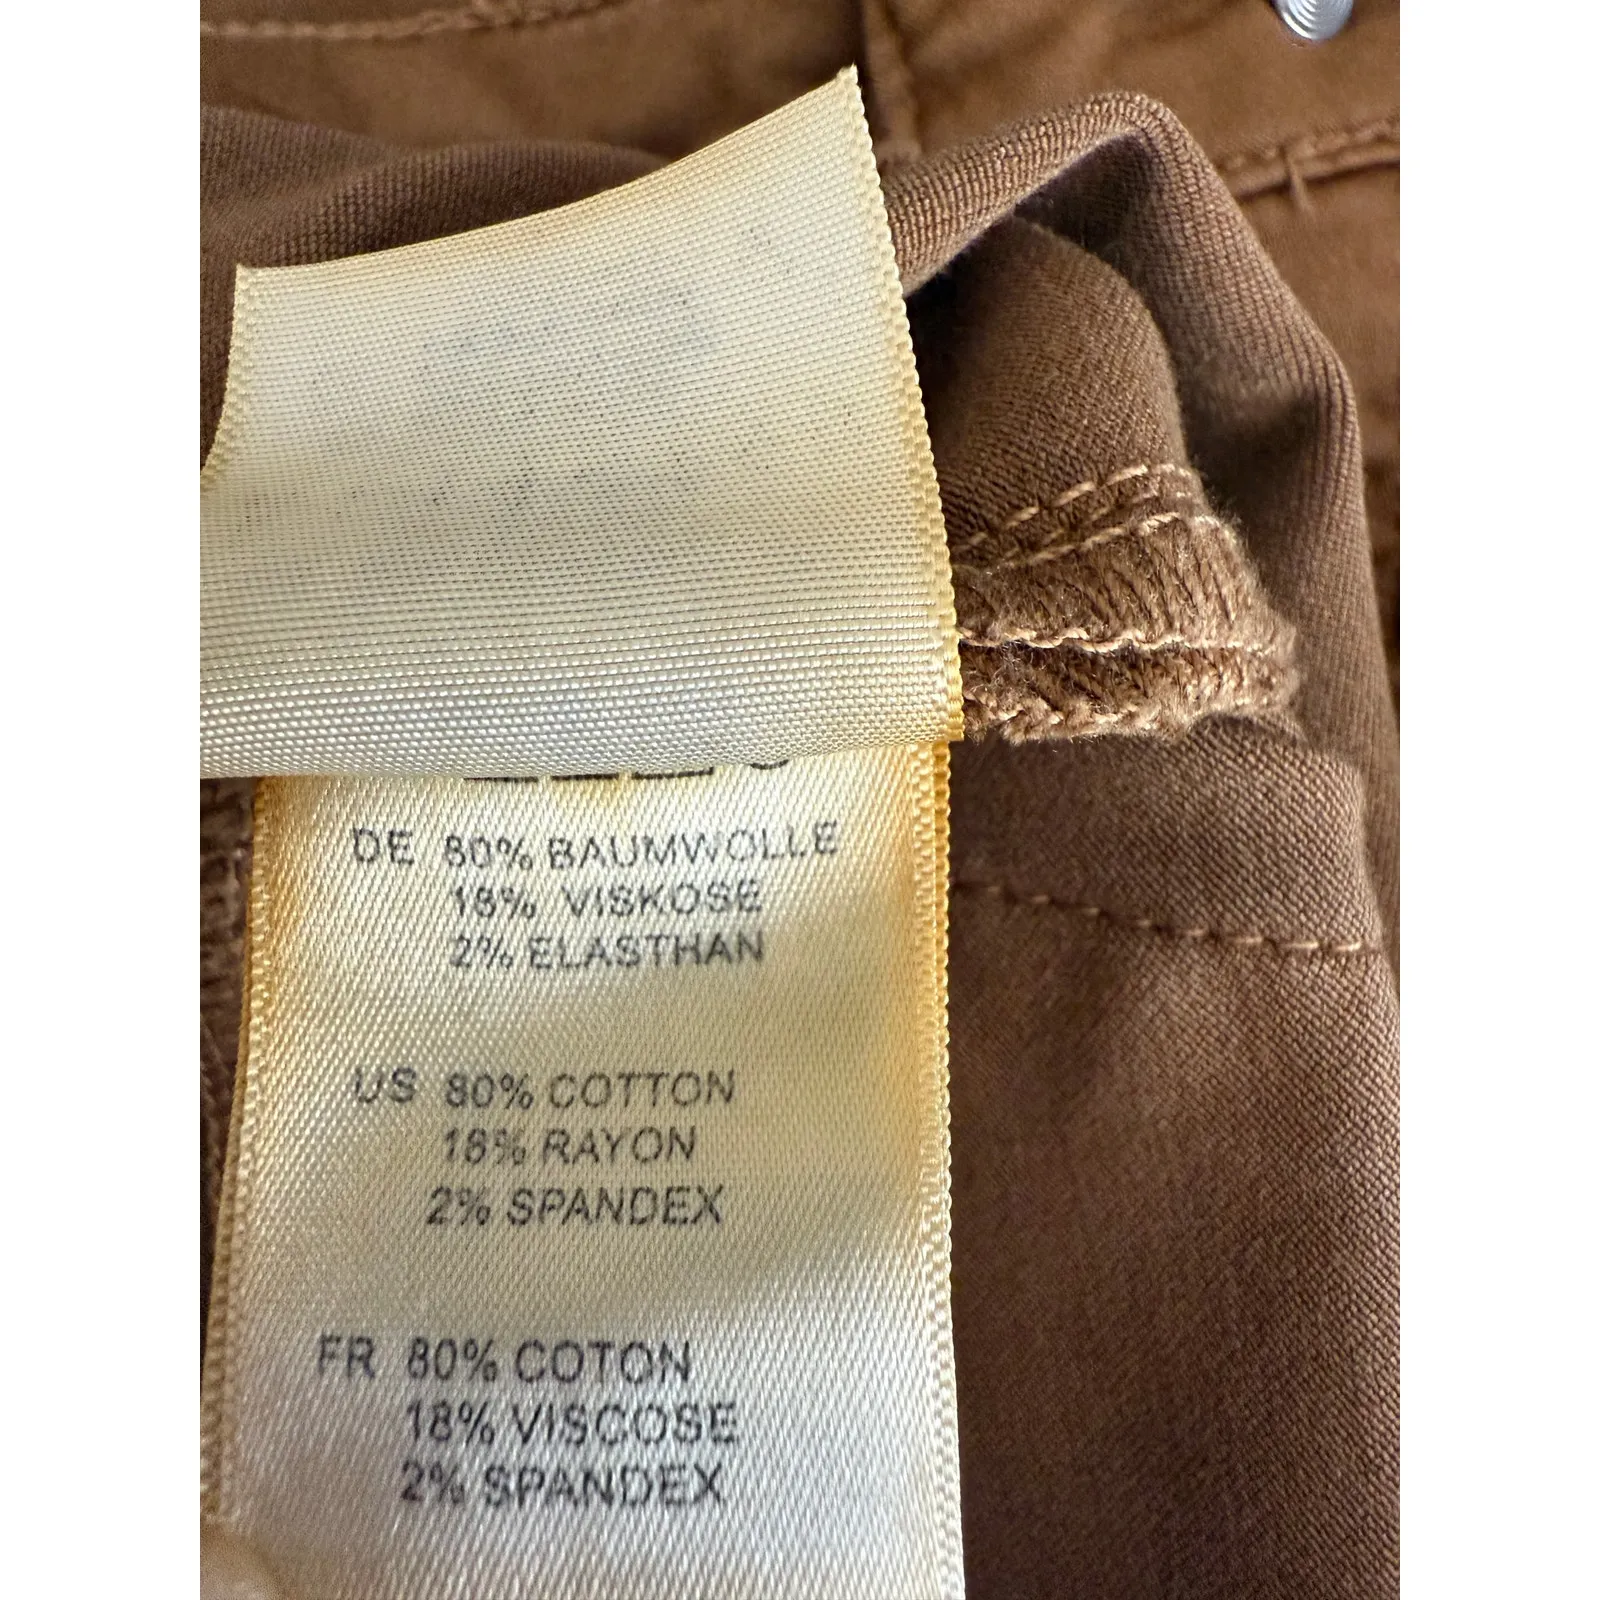 DE 80% BAUMWOLLE
18% VISKOSE
2% ELASTHAN
US 80% COTTON
18% RAYON
2% SPANDEX
FR 80% COTON
18% VISCOSE
2% SPANDEX